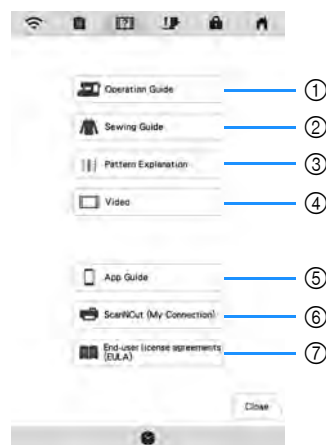 Operation Guide ①
Sewing Guide ②
Pattern Explanation ③
Video ④
App Guide ⑤
ScanNCut (My Connection) ⑥
End-user license agreements ⑦
(EULA)
Close